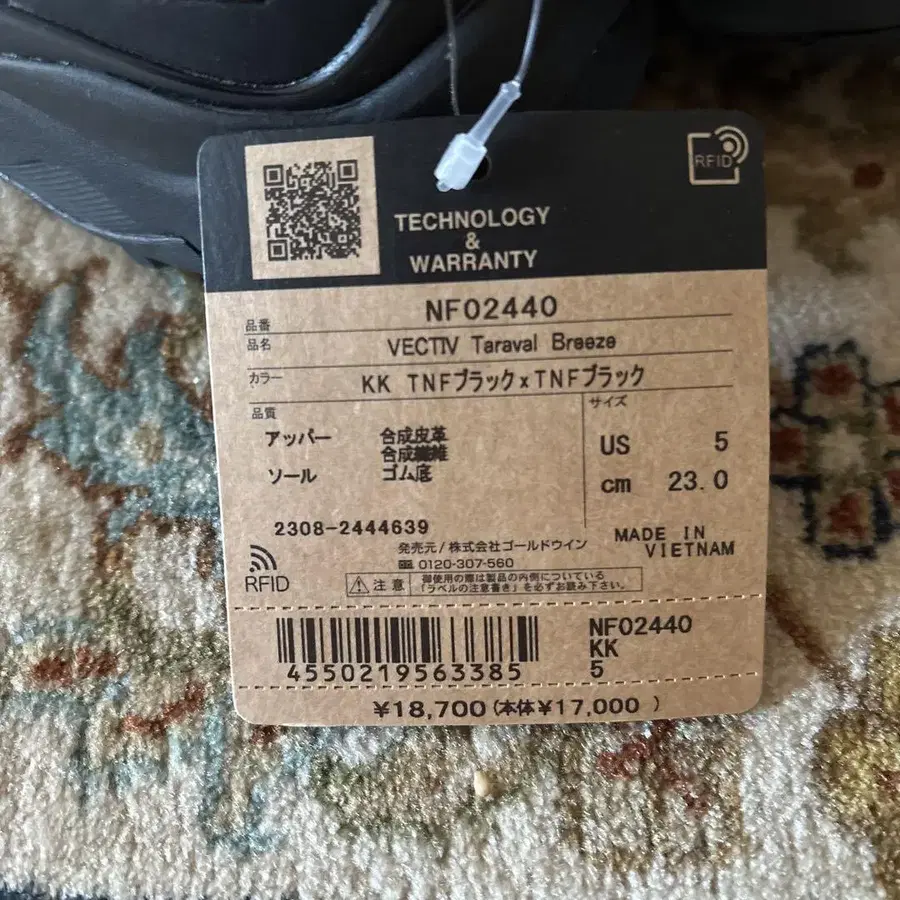 RFID
TECHNOLOGY
&
WARRANTY
品番 NF02440
品名 VECTIV Taraval Breeze
カラー KK TNFブラックxTNFブラック
品質
サイズ
アッパー 合成皮革
合成繊維
ソール ゴム底
US 5
cm 23.0
2308-2444639
MADE IN
VIETNAM
発売元/株式会社ゴールドウイン
0120-307-560
RFID
注意 御使用の際は製品の内側についている
「ラベルの注意書き」を必ずお読み下さい。
4550219563385
NF02440
KK
5
¥18,700(本体¥17,000 )